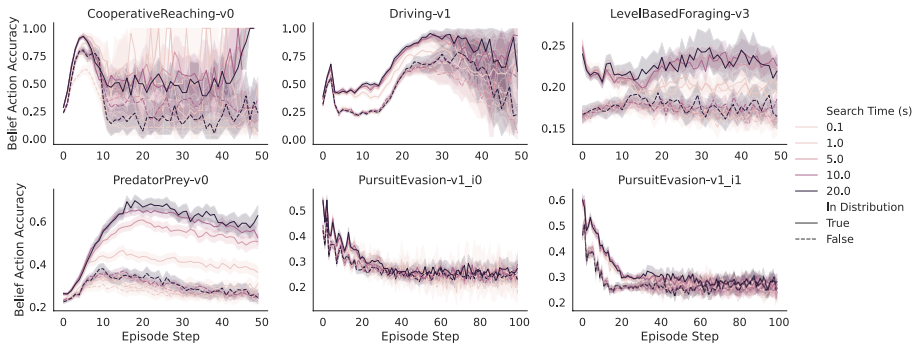 CooperativeReaching-v0
Driving-v1
LevelBasedForaging-v3
Belief Action Accuracy
1.00
0.75
0.50
0.25
0.00
0 10 20 30 40 50
1.00
0.75
0.50
0.25
0.00
0 10 20 30 40 50
0.25
0.20
0.15
0 10 20 30 40 50
Search Time (s)
0.1
1.0
5.0
10.0
20.0
In Distribution
True
False
PredatorPrey-v0
PursuitEvasion-v1_i0
PursuitEvasion-v1_i1
Belief Action Accuracy
0.6
0.4
0.2
0 10 20 30 40 50
Episode Step
0.5
0.4
0.3
0.2
0 20 40 60 80 100
Episode Step
0.6
0.5
0.4
0.3
0.2
0 20 40 60 80 100
Episode Step